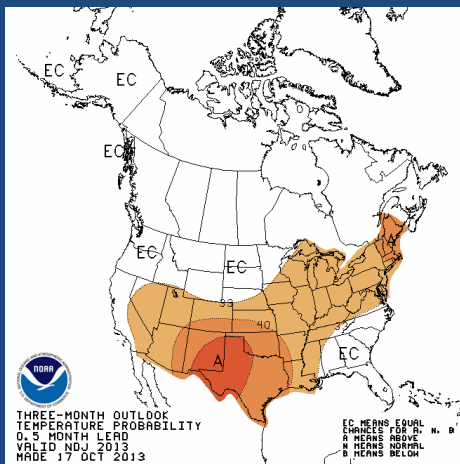 EC
EC
EC
EC
EC
A
33
40
A
EC
NOAA
THREE-MONTH OUTLOOK
TEMPERATURE PROBABILITY
0.5 MONTH LEAD
VALID NDJ 2013
MADE 17 OCT 2013
EC MEANS EQUAL
CHANCES FOR A, N, B
A MEANS ABOVE
N MEANS NORMAL
B MEANS BELOW